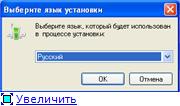 Выберите язык установки
Выберите язык, который будет использован
в процессе установки:
Русский
OK
Отмена
Увеличить